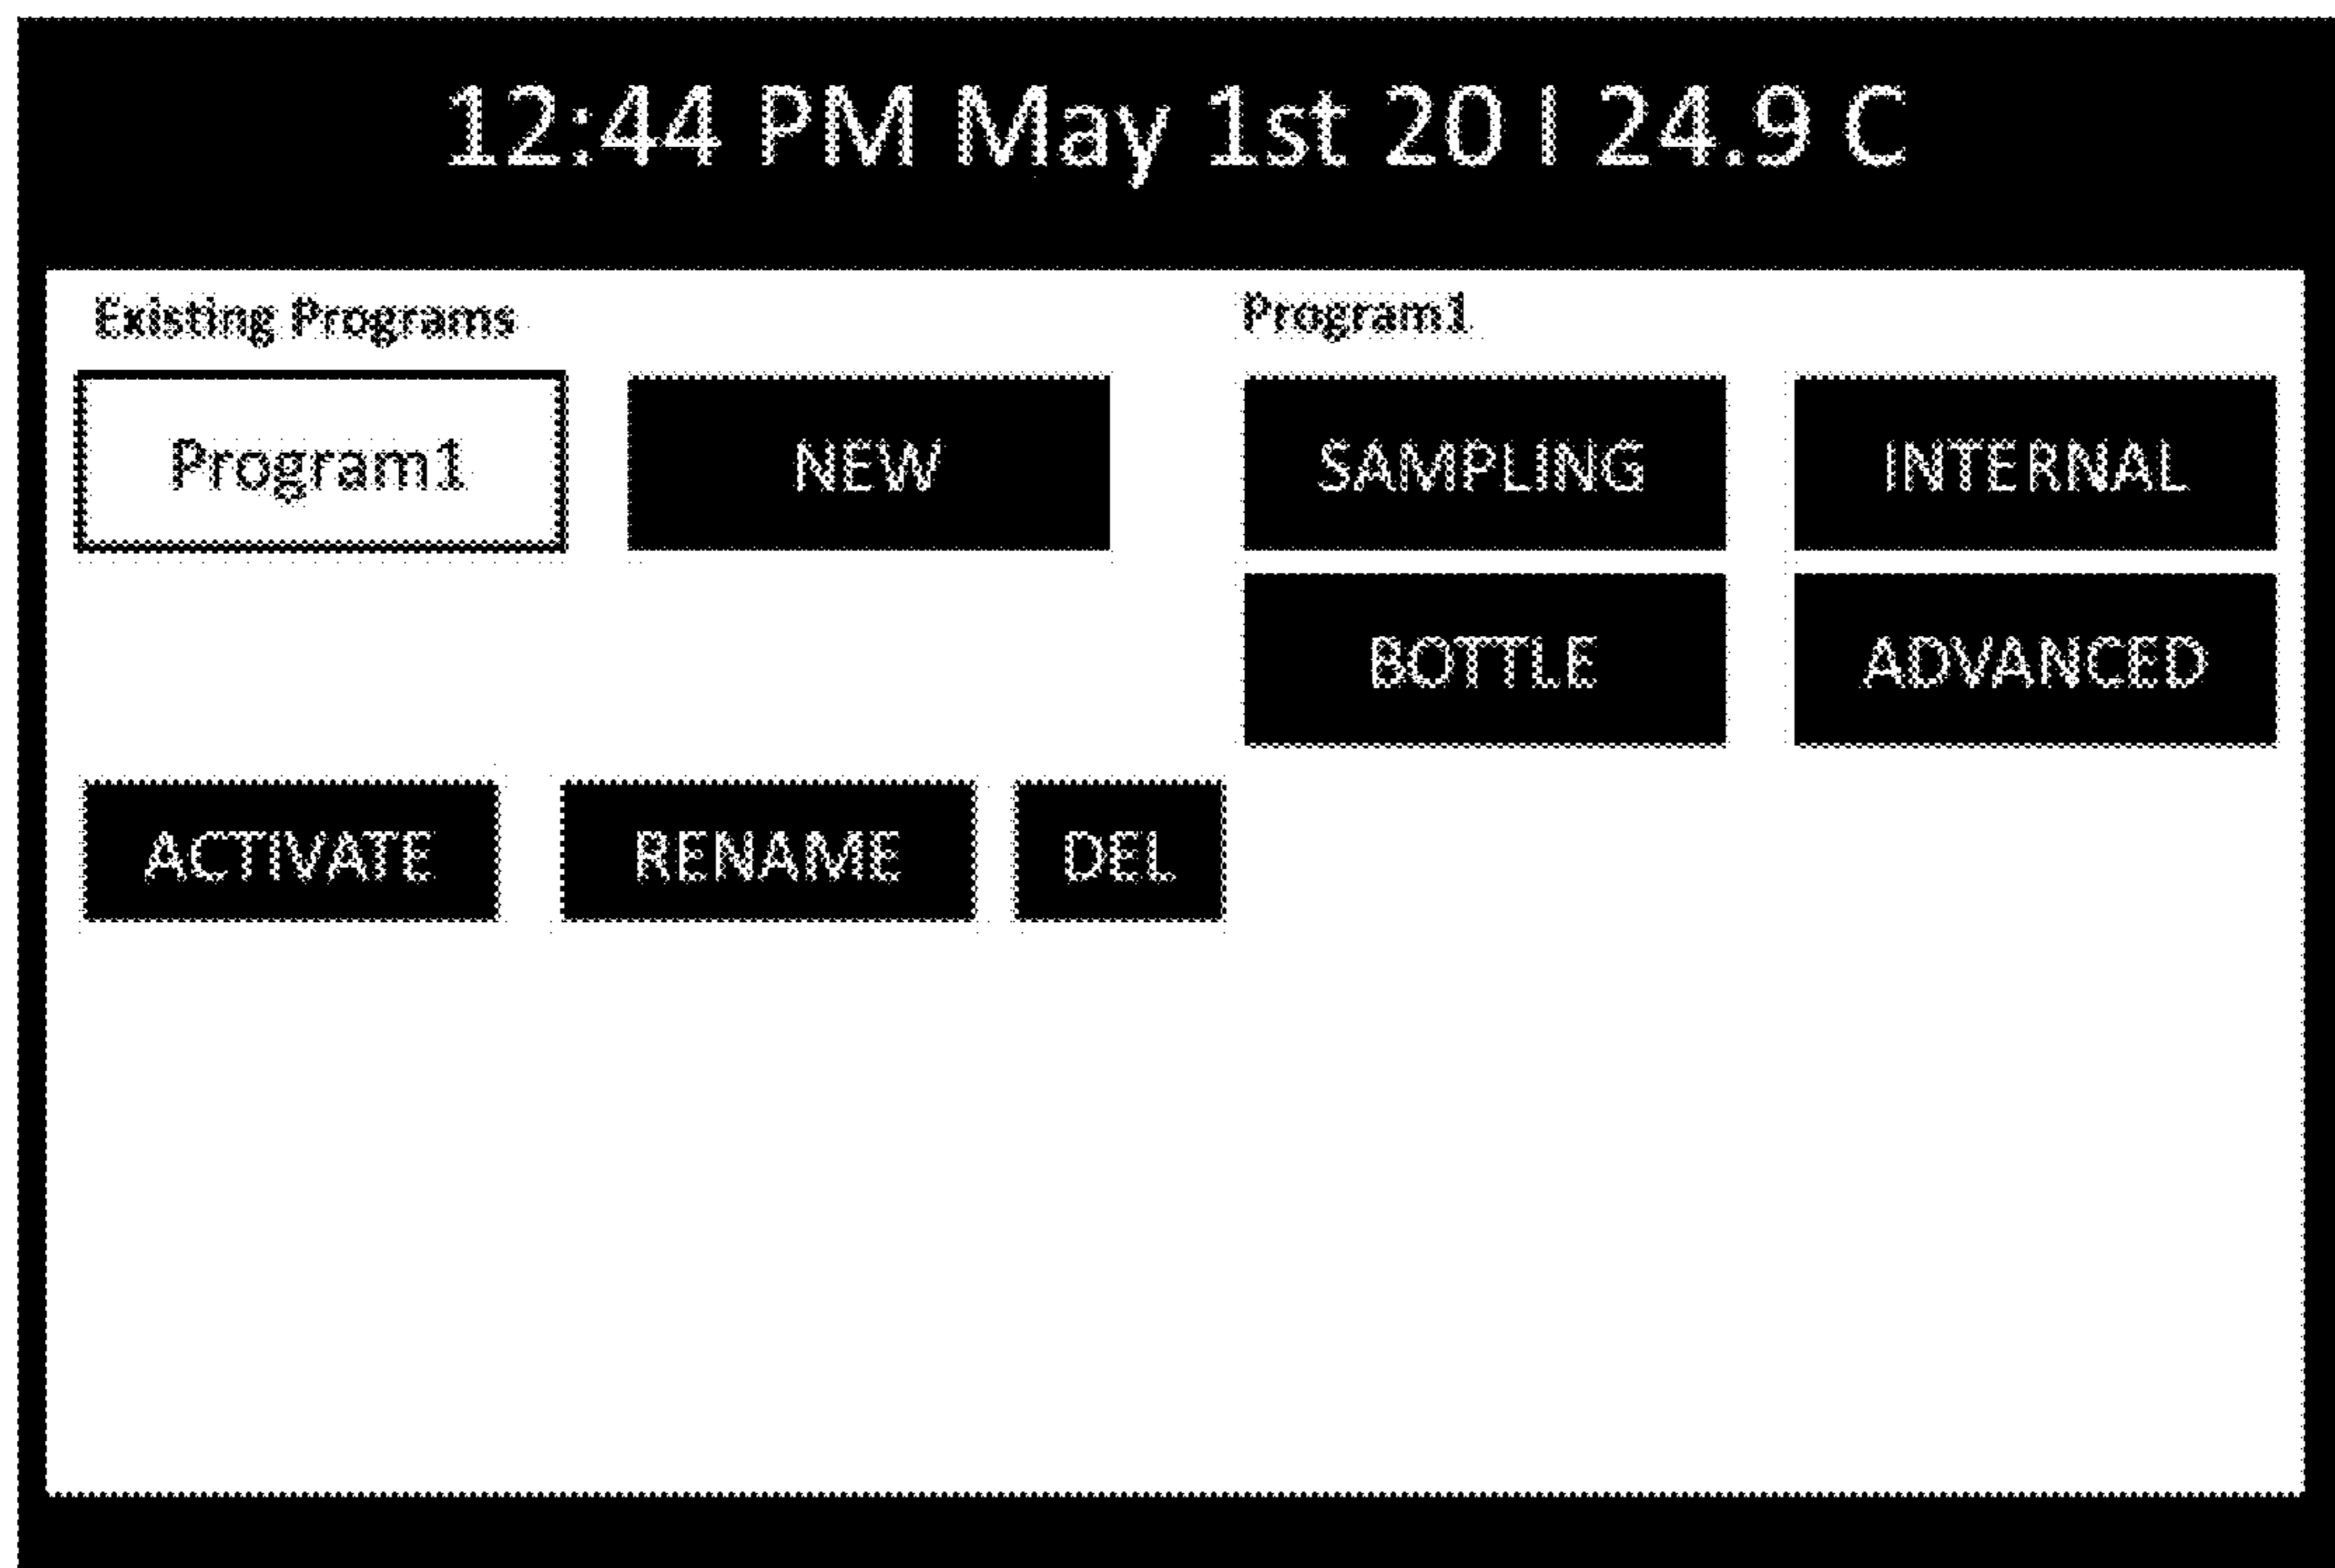 12:44 PM May 1st 20 I 24.9 C
Existing Programs
Program1
NEW
ACTIVATE
RENAME
DEL
Program1
SAMPLING
INTERNAL
BOTTLE
ADVANCED